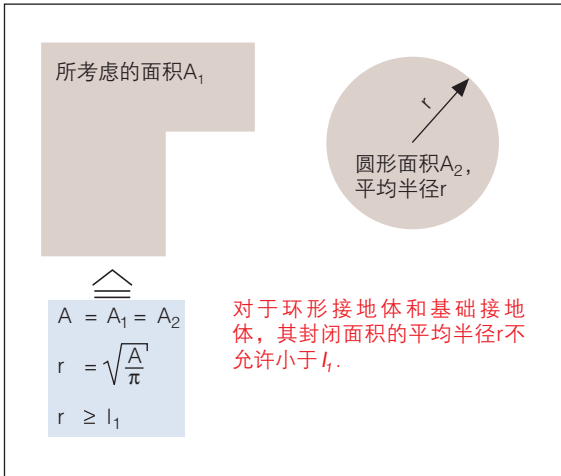 所考虑的面积A₁
r
圆形面积A₂，
平均半径r
A = A₁ = A₂
r = √(A/π)
r ≥ l₁
对于环形接地体和基础接地
体，其封闭面积的平均半径r不
允许小于 l₁.